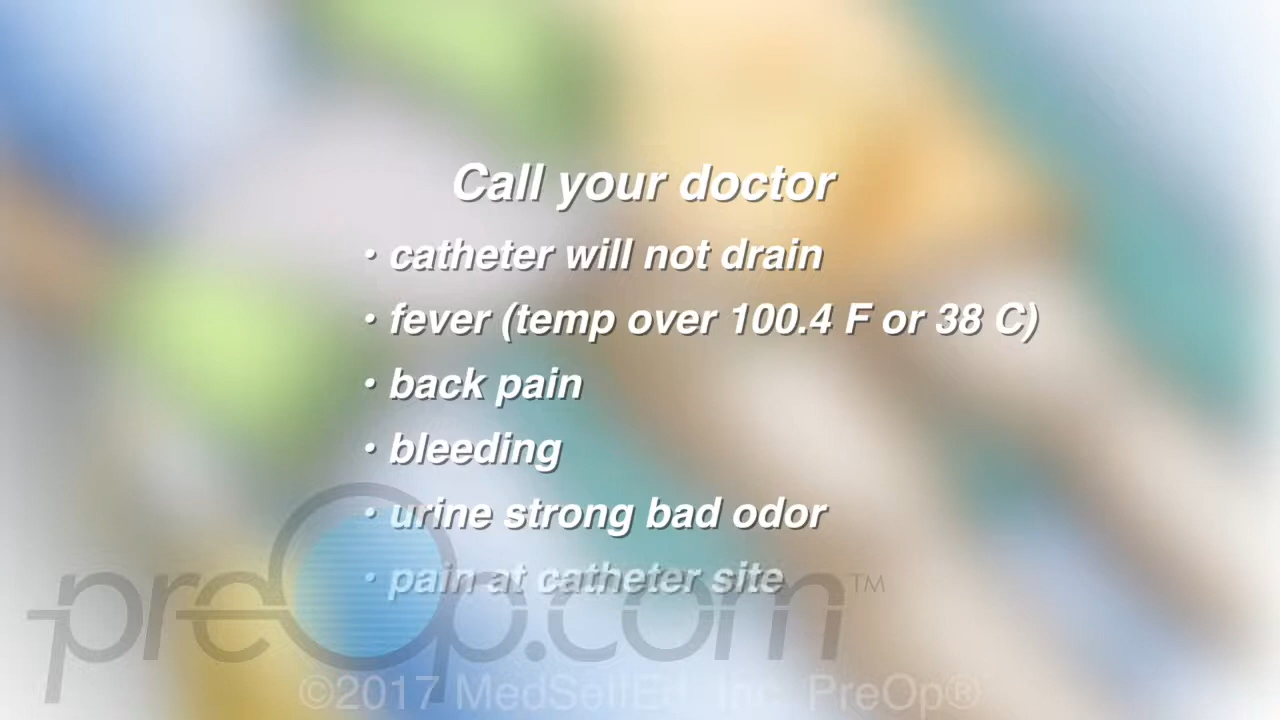 Call your doctor
• catheter will not drain
• fever (temp over 100.4 F or 38 C)
• back pain
• bleeding
• urine strong bad odor
• pain at catheter site
preOp.com™
©2017 MedSelfEd, Inc. PreOp®